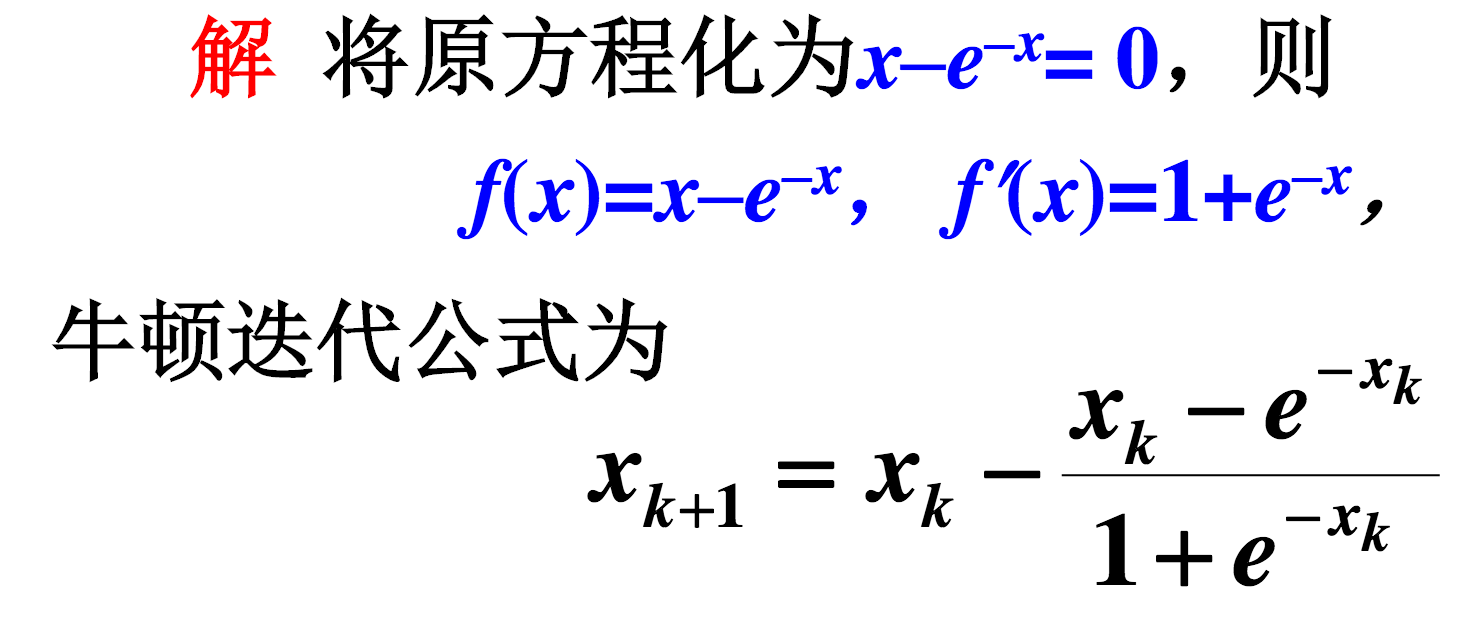 解 将原方程化为x–e⁻ˣ= 0，则
f(x)=x–e⁻ˣ， f′(x)=1+e⁻ˣ，
牛顿迭代公式为
x_{k+1} = x_k − \frac{x_k − e^{−x_k}}{1 + e^{−x_k}}